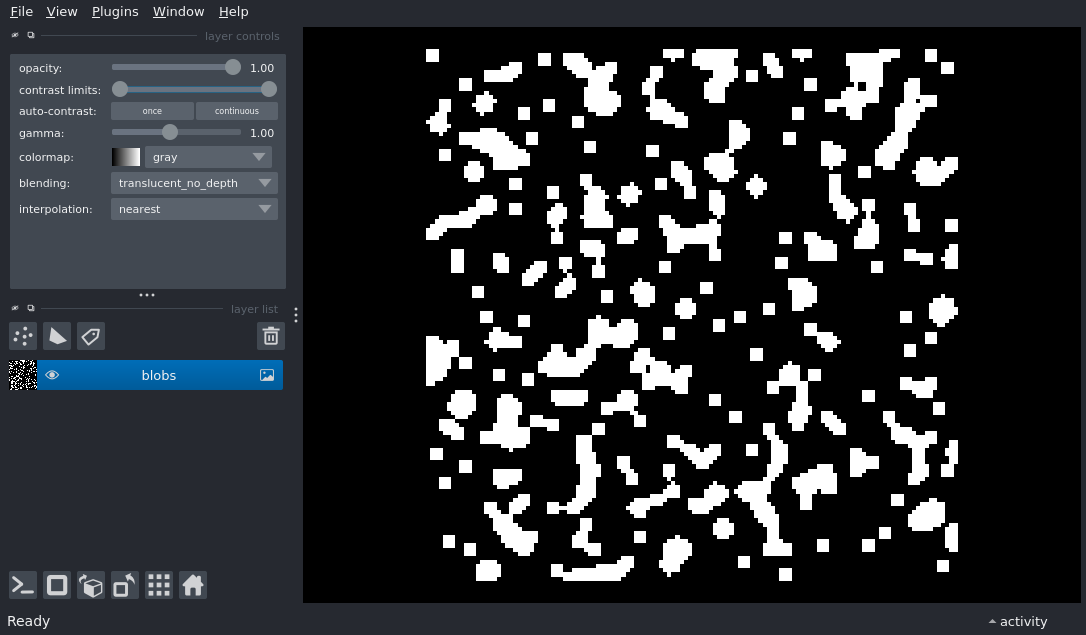 File View Plugins Window Help
layer controls
opacity: 1.00
contrast limits:
auto-contrast: once continuous
gamma: 1.00
colormap: gray
blending: translucent_no_depth
interpolation: nearest
layer list
blobs
Ready activity